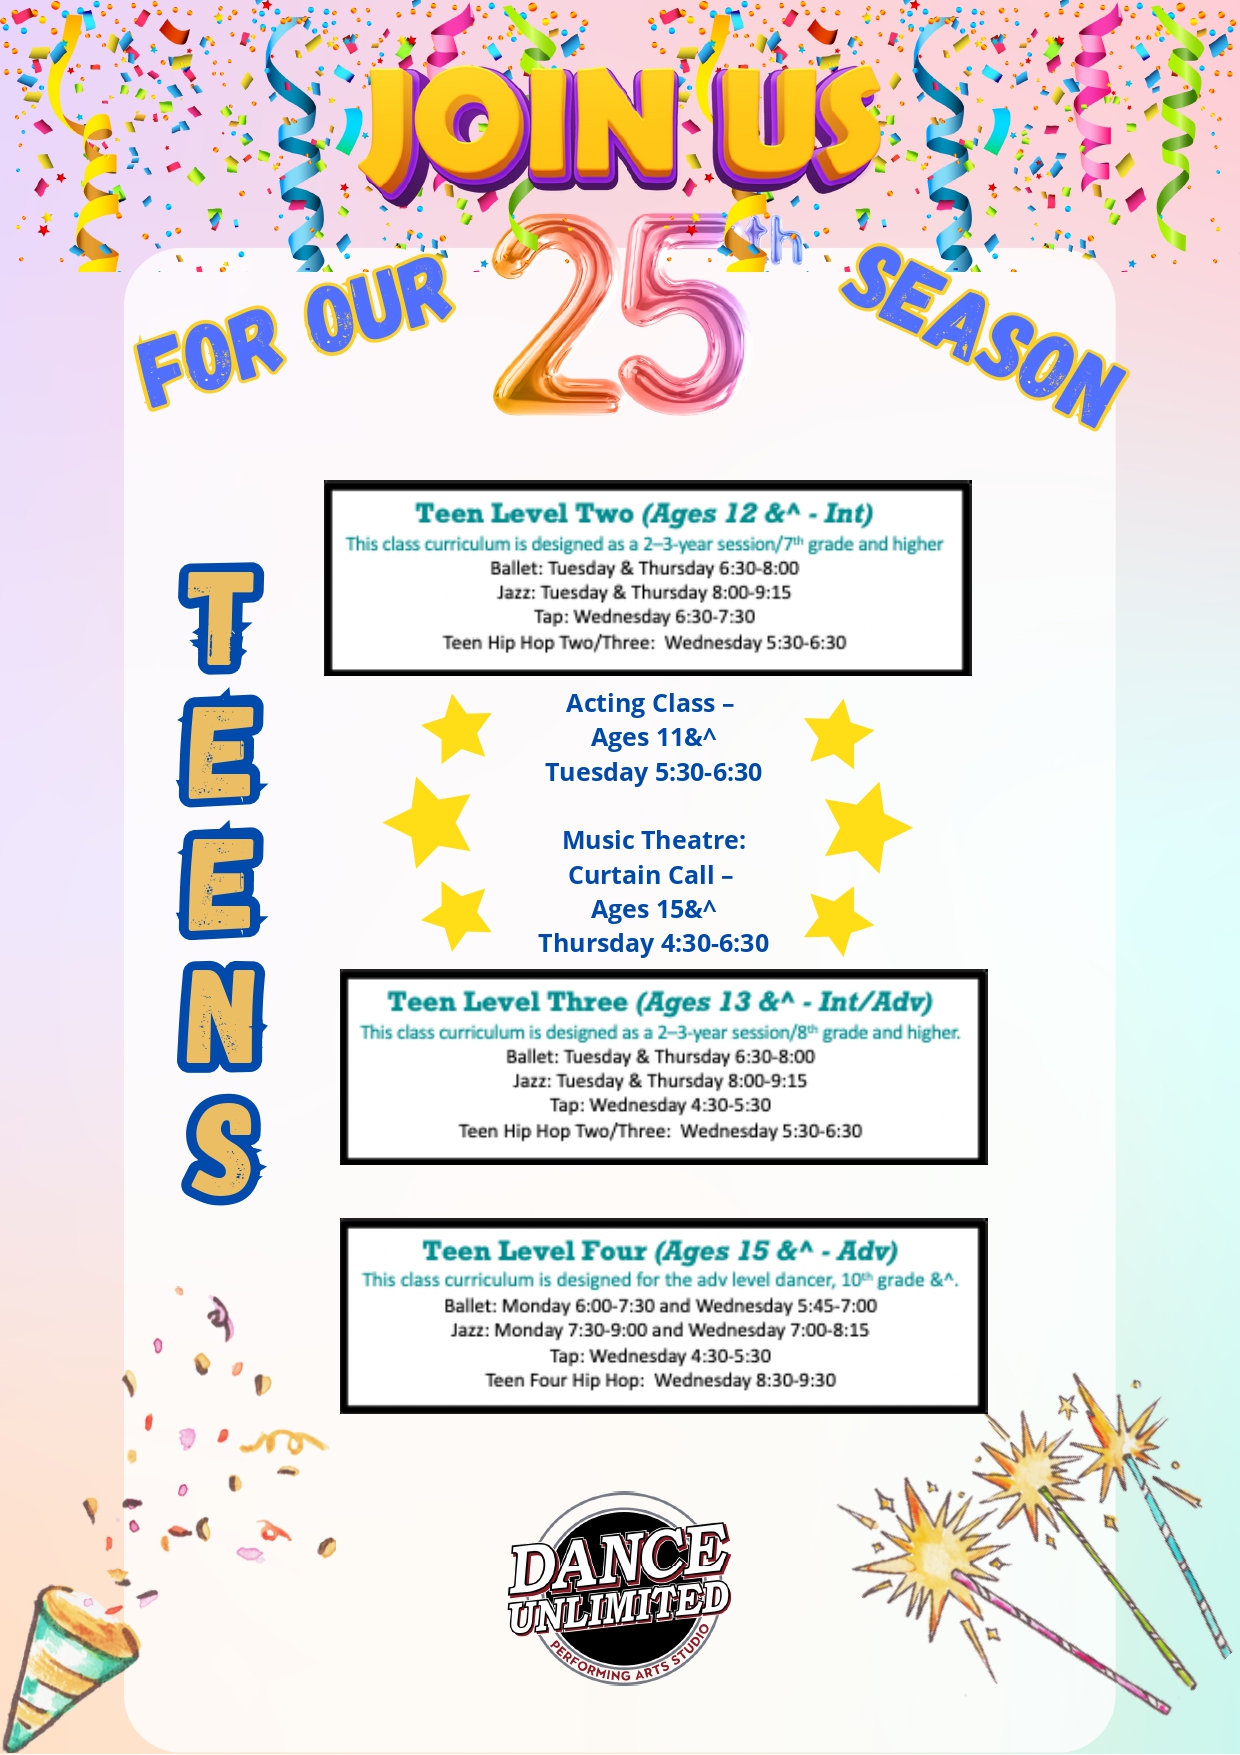 JOIN US
FOR OUR 25th SEASON
TEENS
Teen Level Two (Ages 12 &^ - Int)
This class curriculum is designed as a 2–3-year session/7th grade and higher
Ballet: Tuesday & Thursday 6:30-8:00
Jazz: Tuesday & Thursday 8:00-9:15
Tap: Wednesday 6:30-7:30
Teen Hip Hop Two/Three:  Wednesday 5:30-6:30
Acting Class –
Ages 11&^
Tuesday 5:30-6:30
Music Theatre:
Curtain Call –
Ages 15&^
Thursday 4:30-6:30
Teen Level Three (Ages 13 &^ - Int/Adv)
This class curriculum is designed as a 2–3-year session/8th grade and higher.
Ballet: Tuesday & Thursday 6:30-8:00
Jazz: Tuesday & Thursday 8:00-9:15
Tap: Wednesday 4:30-5:30
Teen Hip Hop Two/Three:  Wednesday 5:30-6:30
Teen Level Four (Ages 15 &^ - Adv)
This class curriculum is designed for the adv level dancer, 10th grade &^.
Ballet: Monday 6:00-7:30 and Wednesday 5:45-7:00
Jazz: Monday 7:30-9:00 and Wednesday 7:00-8:15
Tap: Wednesday 4:30-5:30
Teen Four Hip Hop:  Wednesday 8:30-9:30
DANCE
UNLIMITED
PERFORMING ARTS STUDIO